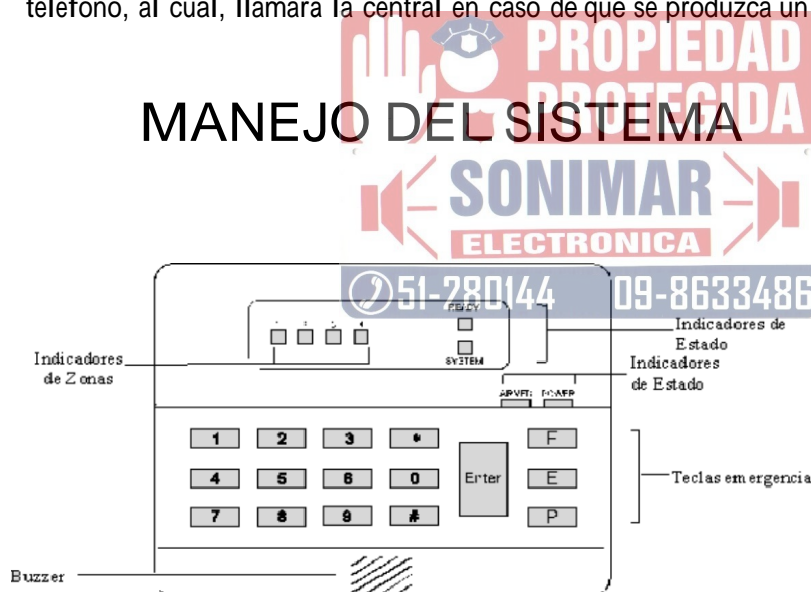 teléfono, al cual, llamará la central en caso de que se produzca un
PROPIEDAD
PROTEGIDA
MANEJO DEL SISTEMA
SONIMAR
ELECTRONICA
51-280144 09-8633486
READY
SYSTEM
Indicadores de
Estado
Indicadores
de Zonas
Indicadores
de Estado
ARMED POWER
1 2 3 * F
4 5 6 0 Enter E
7 8 9 # P
Teclas emergencia
Buzzer